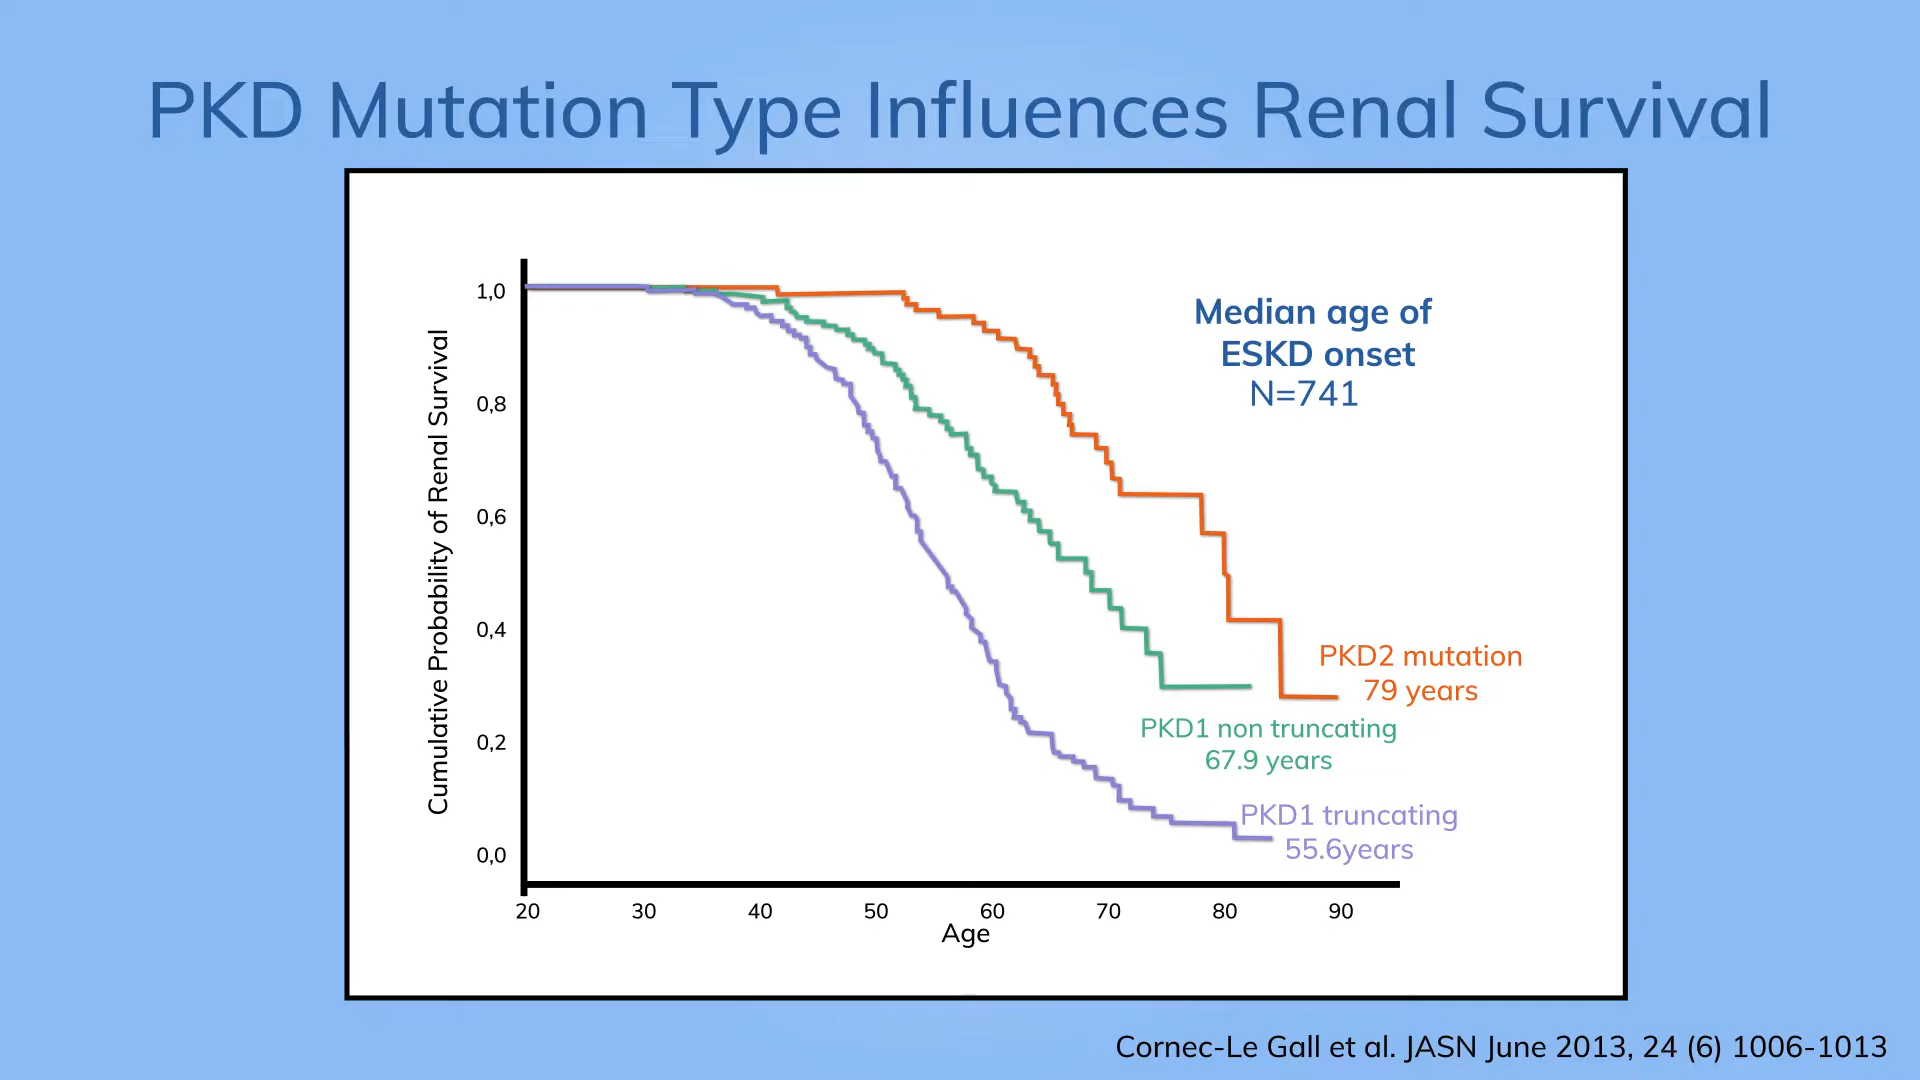 PKD Mutation Type Influences Renal Survival
Cumulative Probability of Renal Survival
1,0
0,8
0,6
0,4
0,2
0,0
Median age of
ESKD onset
N=741
PKD2 mutation
79 years
PKD1 non truncating
67.9 years
PKD1 truncating
55.6years
20 30 40 50 60 70 80 90
Age
Cornec-Le Gall et al. JASN June 2013, 24 (6) 1006-1013